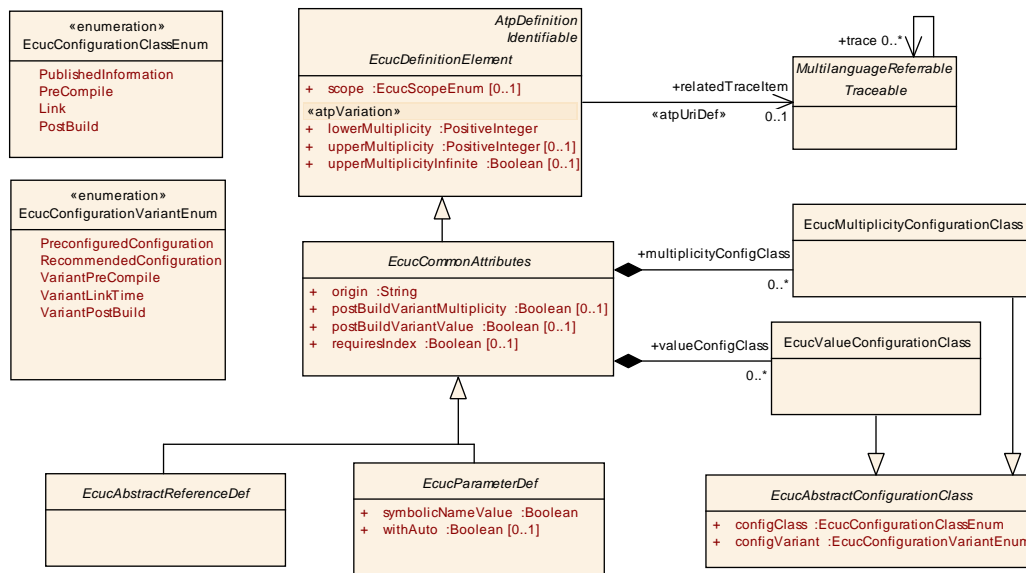 «enumeration»
EcucConfigurationClassEnum
PublishedInformation
PreCompile
Link
PostBuild
«enumeration»
EcucConfigurationVariantEnum
PreconfiguredConfiguration
RecommendedConfiguration
VariantPreCompile
VariantLinkTime
VariantPostBuild
AtpDefinition
Identifiable
EcucDefinitionElement
+ scope :EcucScopeEnum [0..1]
«atpVariation»
+ lowerMultiplicity :PositiveInteger
+ upperMultiplicity :PositiveInteger [0..1]
+ upperMultiplicityInfinite :Boolean [0..1]
+relatedTraceItem
«atpUriDef»
0..1
+trace 0..*
MultilanguageReferrable
Traceable
EcucCommonAttributes
+ origin :String
+ postBuildVariantMultiplicity :Boolean [0..1]
+ postBuildVariantValue :Boolean [0..1]
+ requiresIndex :Boolean [0..1]
+multiplicityConfigClass
0..*
EcucMultiplicityConfigurationClass
+valueConfigClass
0..*
EcucValueConfigurationClass
EcucAbstractReferenceDef
EcucParameterDef
+ symbolicNameValue :Boolean
+ withAuto :Boolean [0..1]
EcucAbstractConfigurationClass
+ configClass :EcucConfigurationClassEnum
+ configVariant :EcucConfigurationVariantEnum